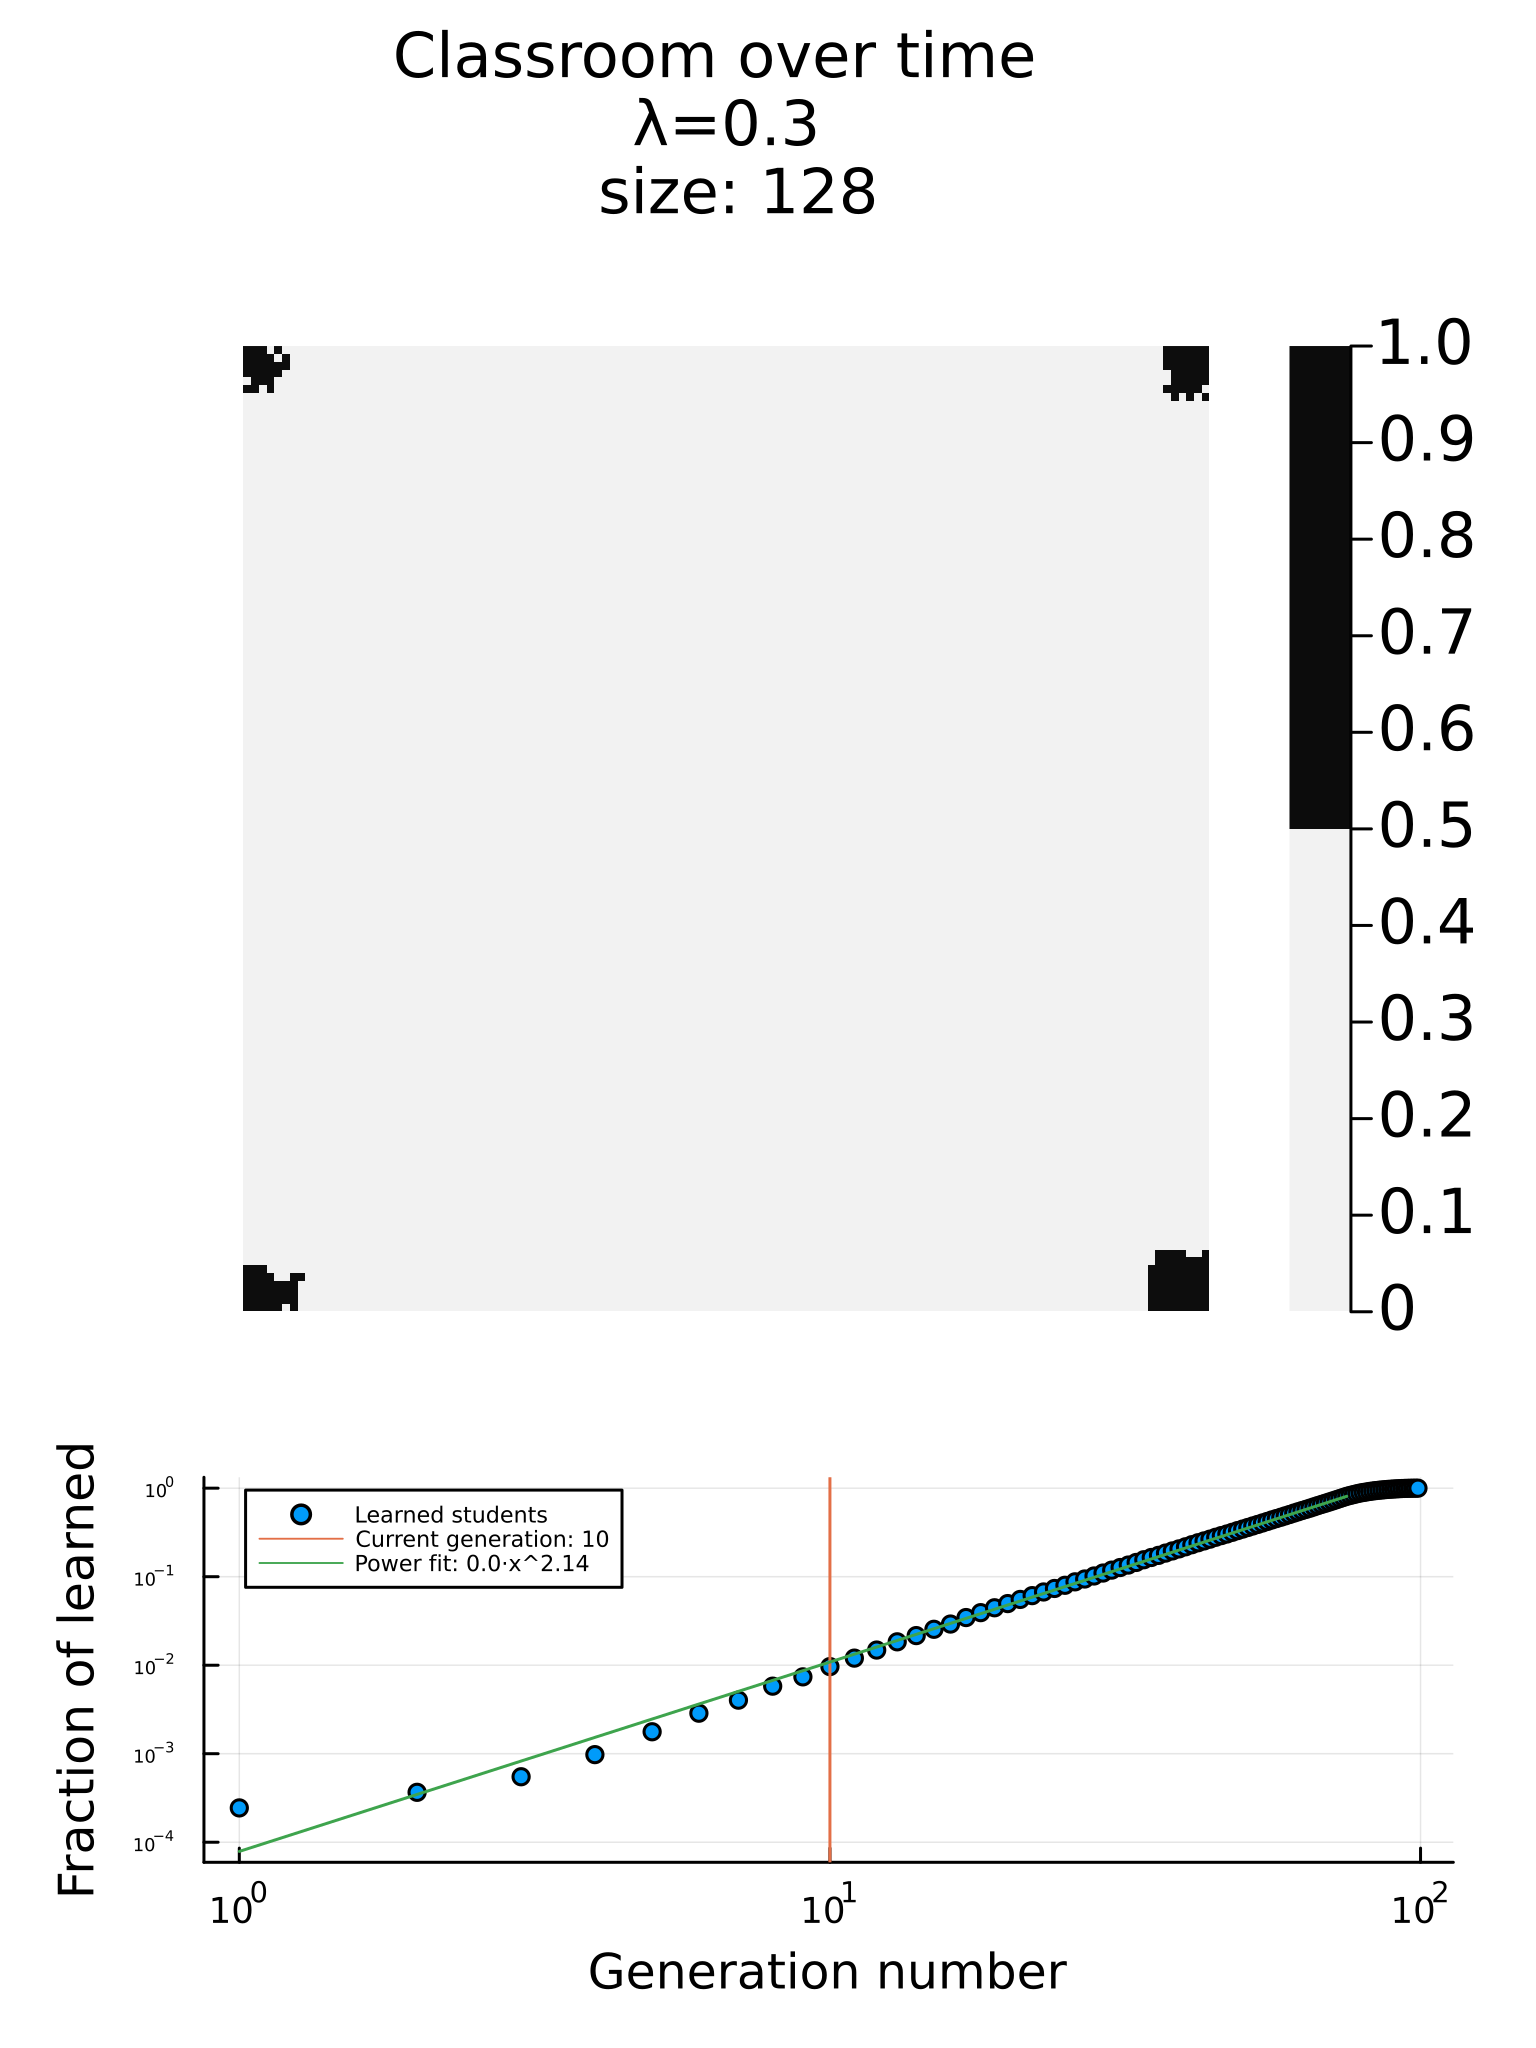 Classroom over time
λ=0.3
size: 128
1.0
0.9
0.8
0.7
0.6
0.5
0.4
0.3
0.2
0.1
0
Fraction of learned
10^0
10^-1
10^-2
10^-3
10^-4
Learned students
Current generation: 10
Power fit: 0.0·x^2.14
10^0 10^1 10^2
Generation number